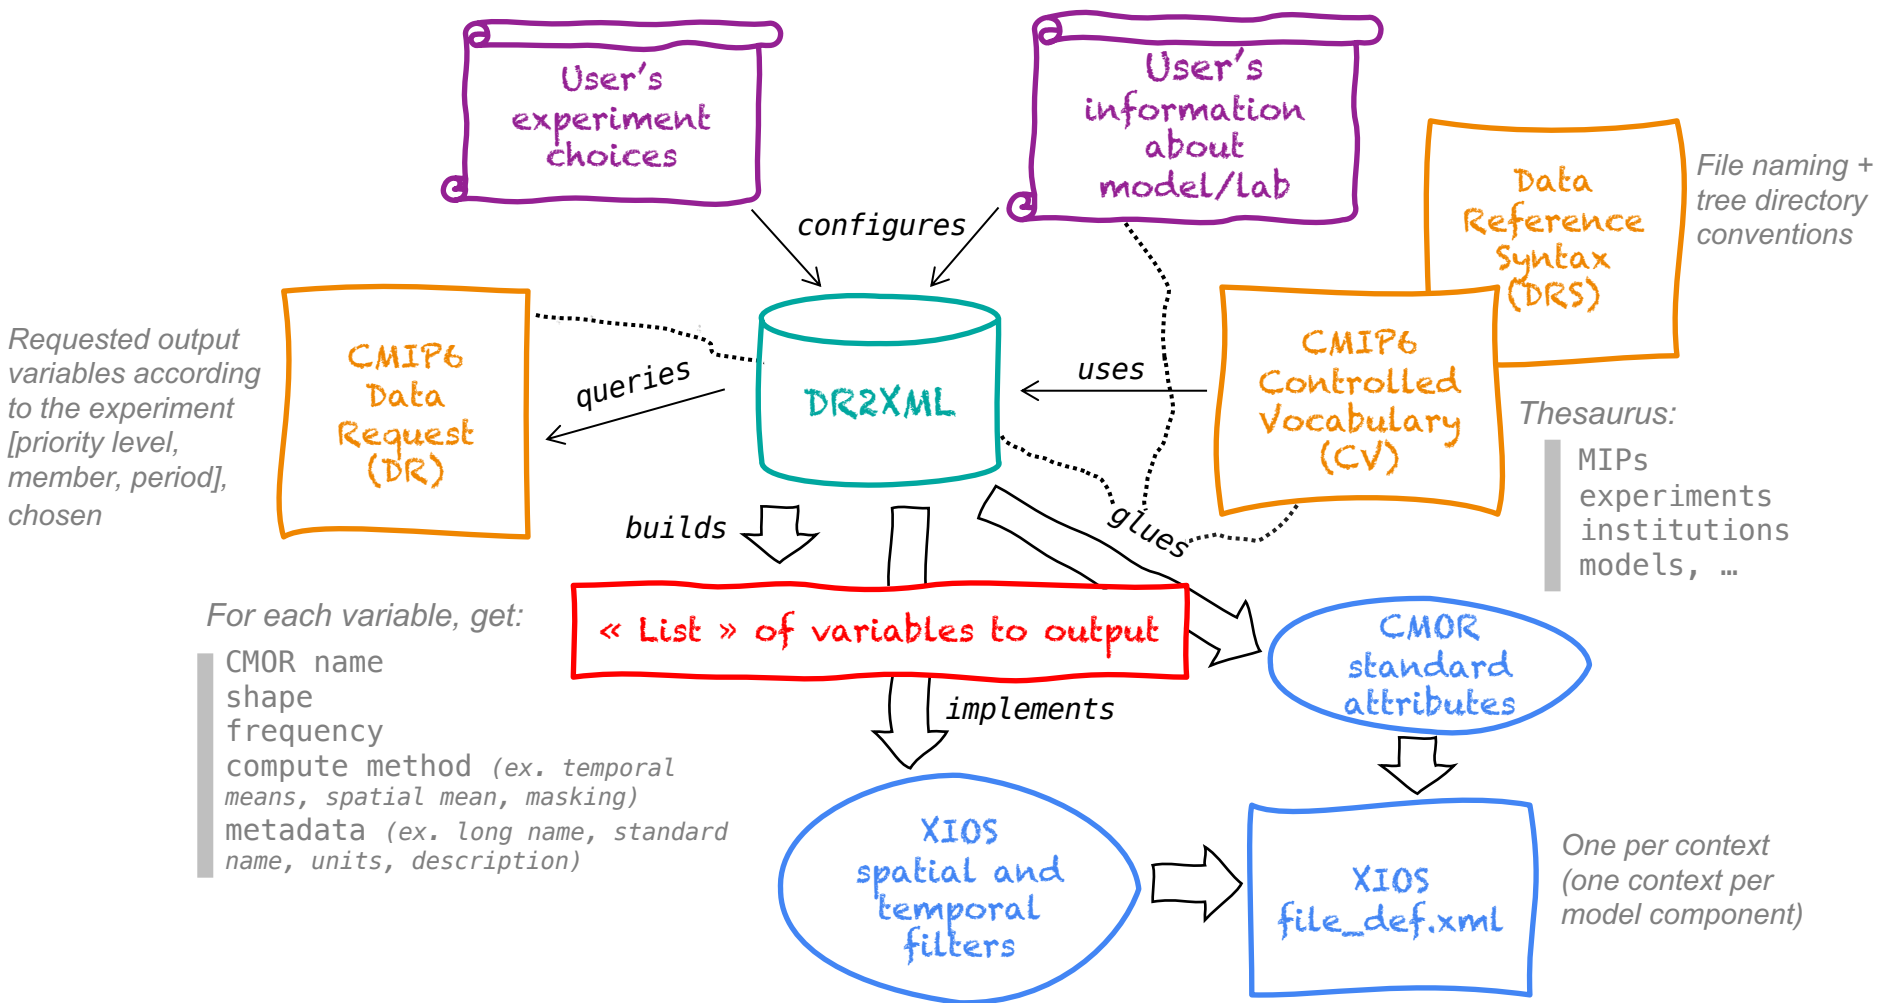 User's
experiment
choices
User's
information
about
model/lab
configures
Data
Reference
Syntax
(DRS)
File naming +
tree directory
conventions
Requested output
variables according
to the experiment
[priority level,
member, period],
chosen
CMIP6
Data
Request
(DR)
queries
DR2XML
uses
CMIP6
Controlled
Vocabulary
(CV)
Thesaurus:
MIPs
experiments
institutions
models, …
builds
glues
« List » of variables to output
For each variable, get:
CMOR name
shape
frequency
compute method (ex. temporal
means, spatial mean, masking)
metadata (ex. long name, standard
name, units, description)
implements
CMOR
standard
attributes
XIOS
spatial and
temporal
filters
XIOS
file_def.xml
One per context
(one context per
model component)